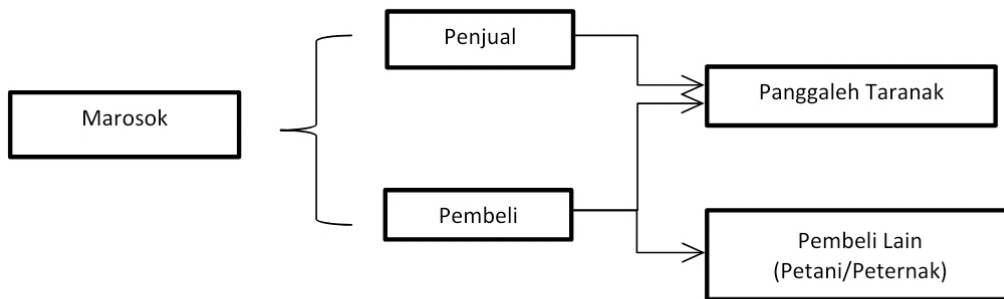 Marosok
Penjual
Pembeli
Panggaleh Taranak
Pembeli Lain
(Petani/Peternak)